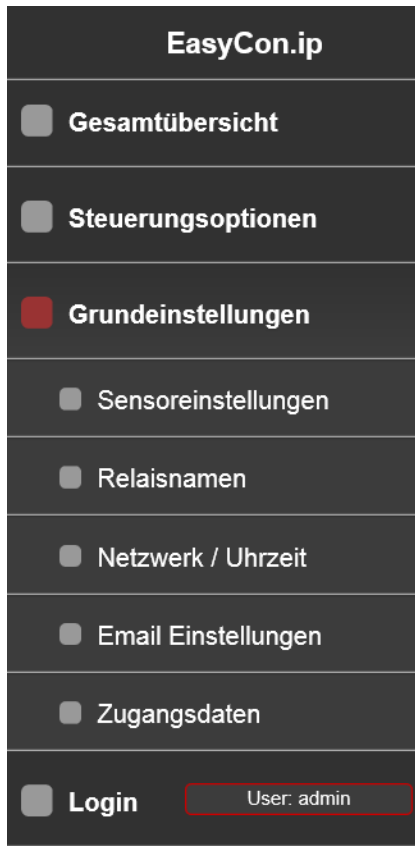 EasyCon.ip
Gesamtübersicht
Steuerungsoptionen
Grundeinstellungen
Sensoreinstellungen
Relaisnamen
Netzwerk / Uhrzeit
Email Einstellungen
Zugangsdaten
Login User: admin